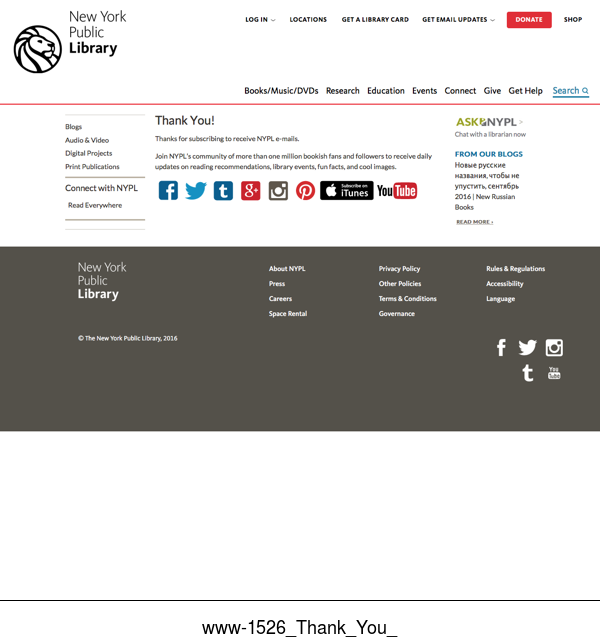 New York
Public
Library
LOG IN
LOCATIONS
GET A LIBRARY CARD
GET EMAIL UPDATES
DONATE
SHOP
Books/Music/DVDs
Research
Education
Events
Connect
Give
Get Help
Search
Blogs
Audio & Video
Digital Projects
Print Publications
Connect with NYPL
Read Everywhere
Thank You!
Thanks for subscribing to receive NYPL e-mails.
Join NYPL's community of more than one million bookish fans and followers to receive daily
updates on reading recommendations, library events, fun facts, and cool images.
Subscribe on
iTunes
YouTube
ASK NYPL >
Chat with a librarian now
FROM OUR BLOGS
Новые русские
названия, чтобы не
упустить, сентябрь
2016 | New Russian
Books
READ MORE ›
New York
Public
Library
About NYPL
Press
Careers
Space Rental
Privacy Policy
Other Policies
Terms & Conditions
Governance
Rules & Regulations
Accessibility
Language
© The New York Public Library, 2016
You
Tube
www-1526_Thank_You_